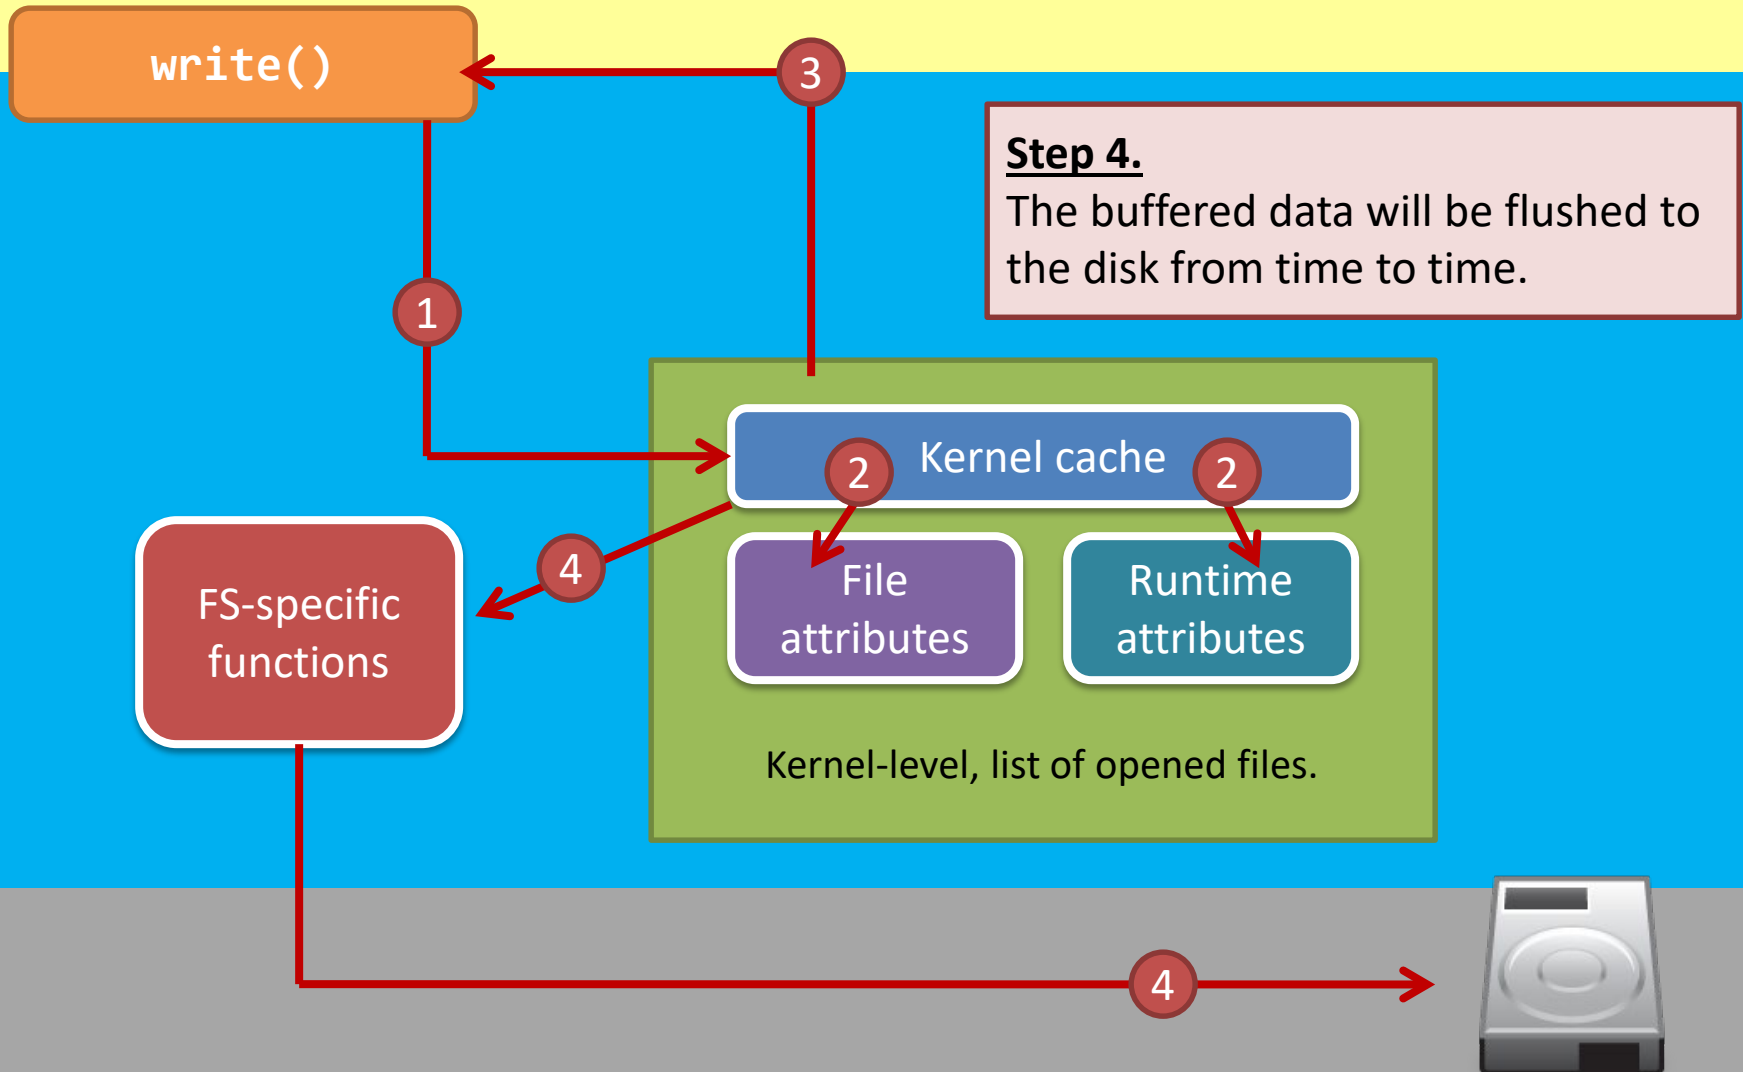 write()
3
Step 4.
The buffered data will be flushed to
the disk from time to time.
1
2
Kernel cache
2
4
FS-specific
functions
File
attributes
Runtime
attributes
Kernel-level, list of opened files.
4